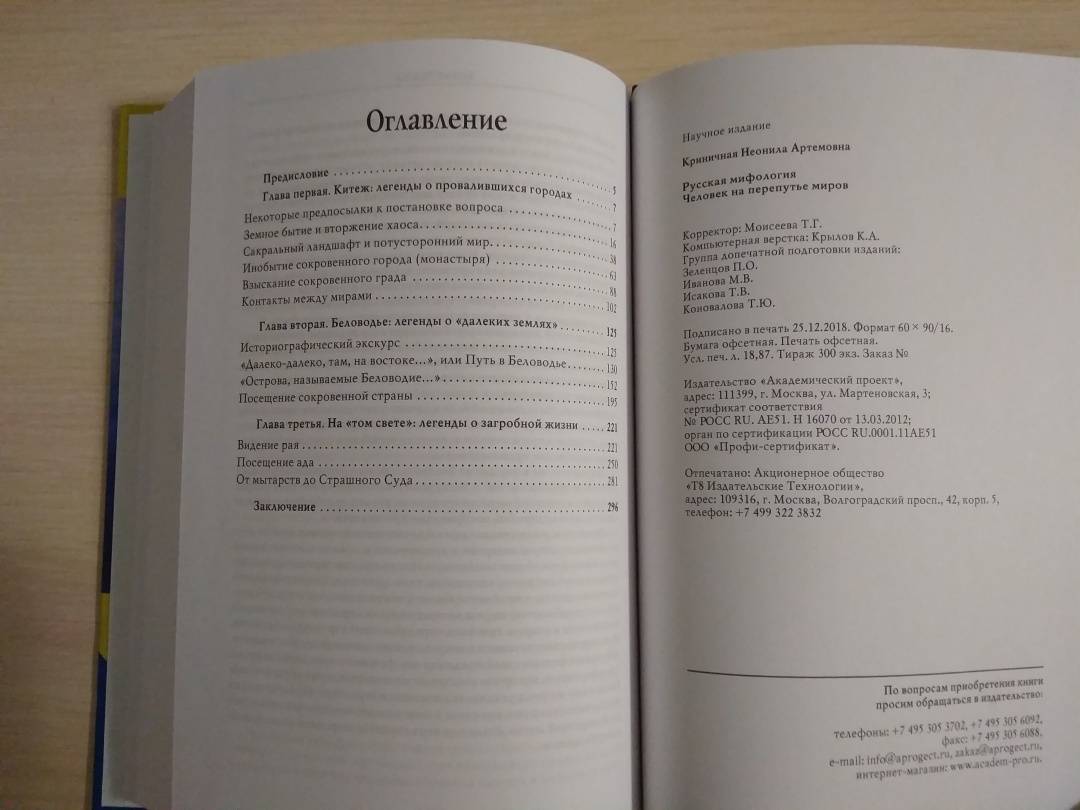 Оглавление
Предисловие . . . . . . . . . . . . . . . . . . . . . . . . . . . . . . . . . . . . . . . . 5
Глава первая. Китеж: легенды о провалившихся городах . . . . . . . 7
Некоторые предпосылки к постановке вопроса . . . . . . . . . . . . . . . . 7
Земное бытие и вторжение хаоса. . . . . . . . . . . . . . . . . . . . . . . . . . . . 16
Сакральный ландшафт и потусторонний мир. . . . . . . . . . . . . . . . . . 38
Инобытие сокровенного города (монастыря) . . . . . . . . . . . . . . . . . . 63
Взыскание сокровенного града . . . . . . . . . . . . . . . . . . . . . . . . . . . . . 88
Контакты между мирами . . . . . . . . . . . . . . . . . . . . . . . . . . . . . . . . . . 102
Глава вторая. Беловодье: легенды о «далеких землях» . . . . . . . . 125
Историографический экскурс . . . . . . . . . . . . . . . . . . . . . . . . . . . . . . 125
«Далеко-далеко, там, на востоке...», или Путь в Беловодье. . . . . . 130
«Острова, называемые Беловодие...» . . . . . . . . . . . . . . . . . . . . . . . . 152
Посещение сокровенной страны . . . . . . . . . . . . . . . . . . . . . . . . . . . . 195
Глава третья. На «том свете»: легенды о загробной жизни . . . . . 221
Видение рая . . . . . . . . . . . . . . . . . . . . . . . . . . . . . . . . . . . . . . . . . . . . 221
Посещение ада . . . . . . . . . . . . . . . . . . . . . . . . . . . . . . . . . . . . . . . . . . 250
От мытарств до Страшного Суда . . . . . . . . . . . . . . . . . . . . . . . . . . . . 281
Заключение . . . . . . . . . . . . . . . . . . . . . . . . . . . . . . . . . . . . . . . . . . 296
Научное издание
Криничная Неонила Артемовна
Русская мифология
Человек на перепутье миров
Корректор: Моисеева Т.Г.
Компьютерная верстка: Крылов К.А.
Группа допечатной подготовки изданий:
Зеленцов П.О.
Иванова М.В.
Исакова Т.В.
Коновалова Т.Ю.
Подписано в печать 25.12.2018. Формат 60 × 90/16.
Бумага офсетная. Печать офсетная.
Усл. печ. л. 18,87. Тираж 300 экз. Заказ №
Издательство «Академический проект»,
адрес: 111399, г. Москва, ул. Мартеновская, 3;
сертификат соответствия
№ РОСС RU. АЕ51. Н 16070 от 13.03.2012;
орган по сертификации РОСС RU.0001.11АЕ51
ООО «Профи-сертификат».
Отпечатано: Акционерное общество
«Т8 Издательские Технологии»,
адрес: 109316, г. Москва, Волгоградский просп., 42, корп. 5,
телефон: +7 499 322 3832
По вопросам приобретения книги
просим обращаться в издательство:
телефоны: +7 495 305 3702, +7 495 305 6092,
факс: +7 495 305 6088,
e-mail: info@aprogect.ru, zakaz@aprogect.ru,
интернет-магазин: www.academ-pro.ru.